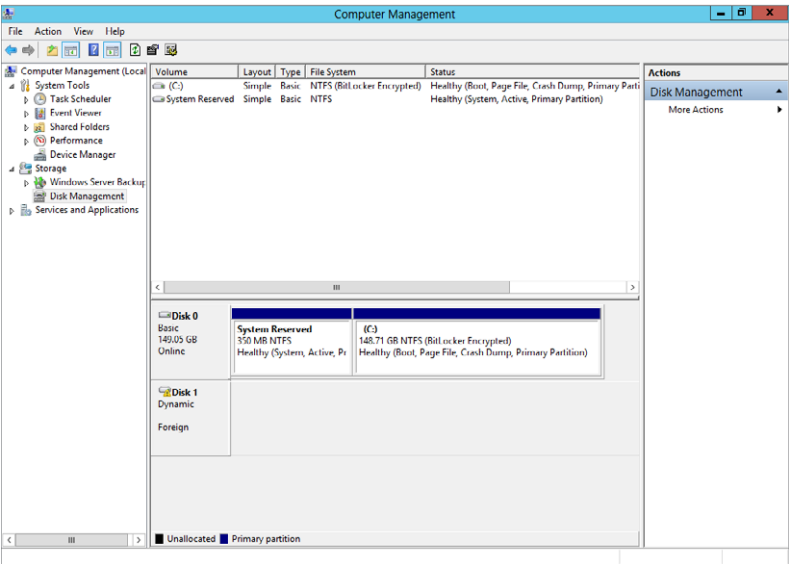 Computer Management
File Action View Help
Computer Management (Local
System Tools
Task Scheduler
Event Viewer
Shared Folders
Performance
Device Manager
Storage
Windows Server Backup
Disk Management
Services and Applications
Volume Layout Type File System Status
(C:) Simple Basic NTFS (BitLocker Encrypted) Healthy (Boot, Page File, Crash Dump, Primary Parti
System Reserved Simple Basic NTFS Healthy (System, Active, Primary Partition)
Disk 0
Basic
149.05 GB
Online
System Reserved
350 MB NTFS
Healthy (System, Active, Pr
(C:)
148.71 GB NTFS (BitLocker Encrypted)
Healthy (Boot, Page File, Crash Dump, Primary Partition)
Disk 1
Dynamic
Foreign
Unallocated Primary partition
Actions
Disk Management
More Actions